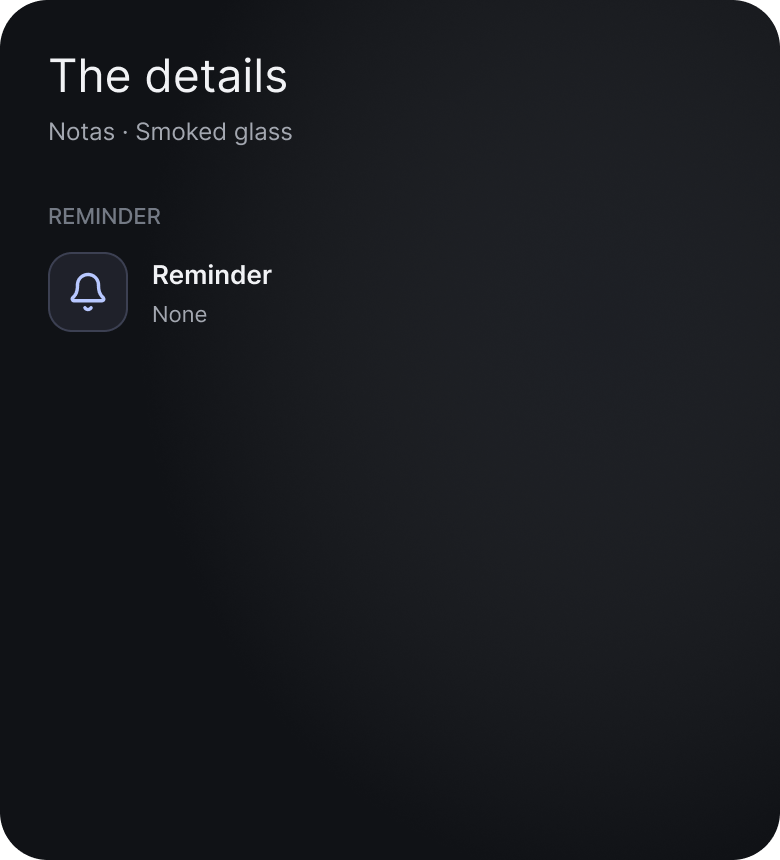 The details
Notas · Smoked glass
REMINDER
Reminder
None